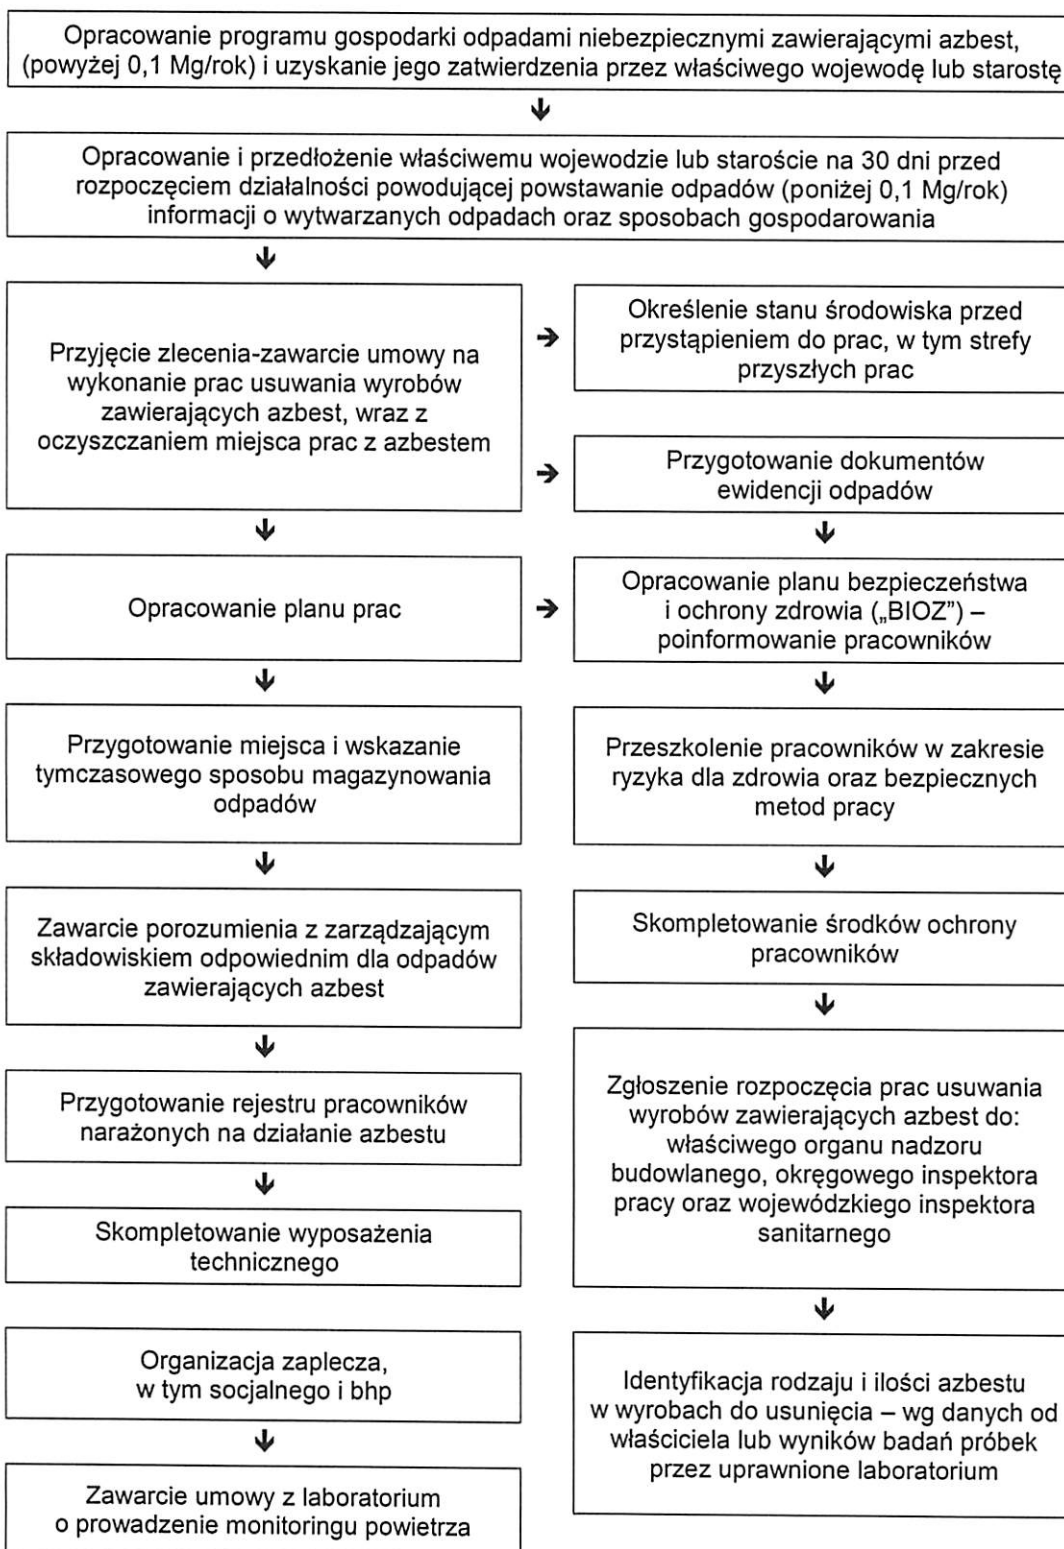 Opracowanie programu gospodarki odpadami niebezpiecznymi zawierającymi azbest,
(powyżej 0,1 Mg/rok) i uzyskanie jego zatwierdzenia przez właściwego wojewodę lub starostę
Opracowanie i przedłożenie właściwemu wojewodzie lub staroście na 30 dni przed
rozpoczęciem działalności powodującej powstawanie odpadów (poniżej 0,1 Mg/rok)
informacji o wytwarzanych odpadach oraz sposobach gospodarowania
Przyjęcie zlecenia-zawarcie umowy na
wykonanie prac usuwania wyrobów
zawierających azbest, wraz z
oczyszczaniem miejsca prac z azbestem
Określenie stanu środowiska przed
przystąpieniem do prac, w tym strefy
przyszłych prac
Przygotowanie dokumentów
ewidencji odpadów
Opracowanie planu prac
Opracowanie planu bezpieczeństwa
i ochrony zdrowia („BIOZ”) –
poinformowanie pracowników
Przygotowanie miejsca i wskazanie
tymczasowego sposobu magazynowania
odpadów
Przeszkolenie pracowników w zakresie
ryzyka dla zdrowia oraz bezpiecznych
metod pracy
Zawarcie porozumienia z zarządzającym
składowiskiem odpowiednim dla odpadów
zawierających azbest
Skompletowanie środków ochrony
pracowników
Przygotowanie rejestru pracowników
narażonych na działanie azbestu
Zgłoszenie rozpoczęcia prac usuwania
wyrobów zawierających azbest do:
właściwego organu nadzoru
budowlanego, okręgowego inspektora
pracy oraz wojewódzkiego inspektora
sanitarnego
Skompletowanie wyposażenia
technicznego
Organizacja zaplecza,
w tym socjalnego i bhp
Identyfikacja rodzaju i ilości azbestu
w wyrobach do usunięcia – wg danych od
właściciela lub wyników badań próbek
przez uprawnione laboratorium
Zawarcie umowy z laboratorium
o prowadzenie monitoringu powietrza